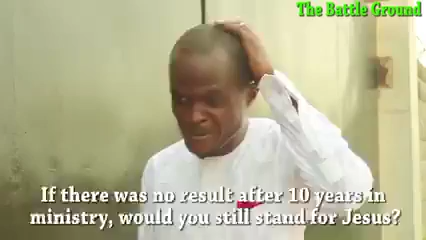 The Battle Ground
If there was no result after 10 years in
ministry, would you still stand for Jesus?